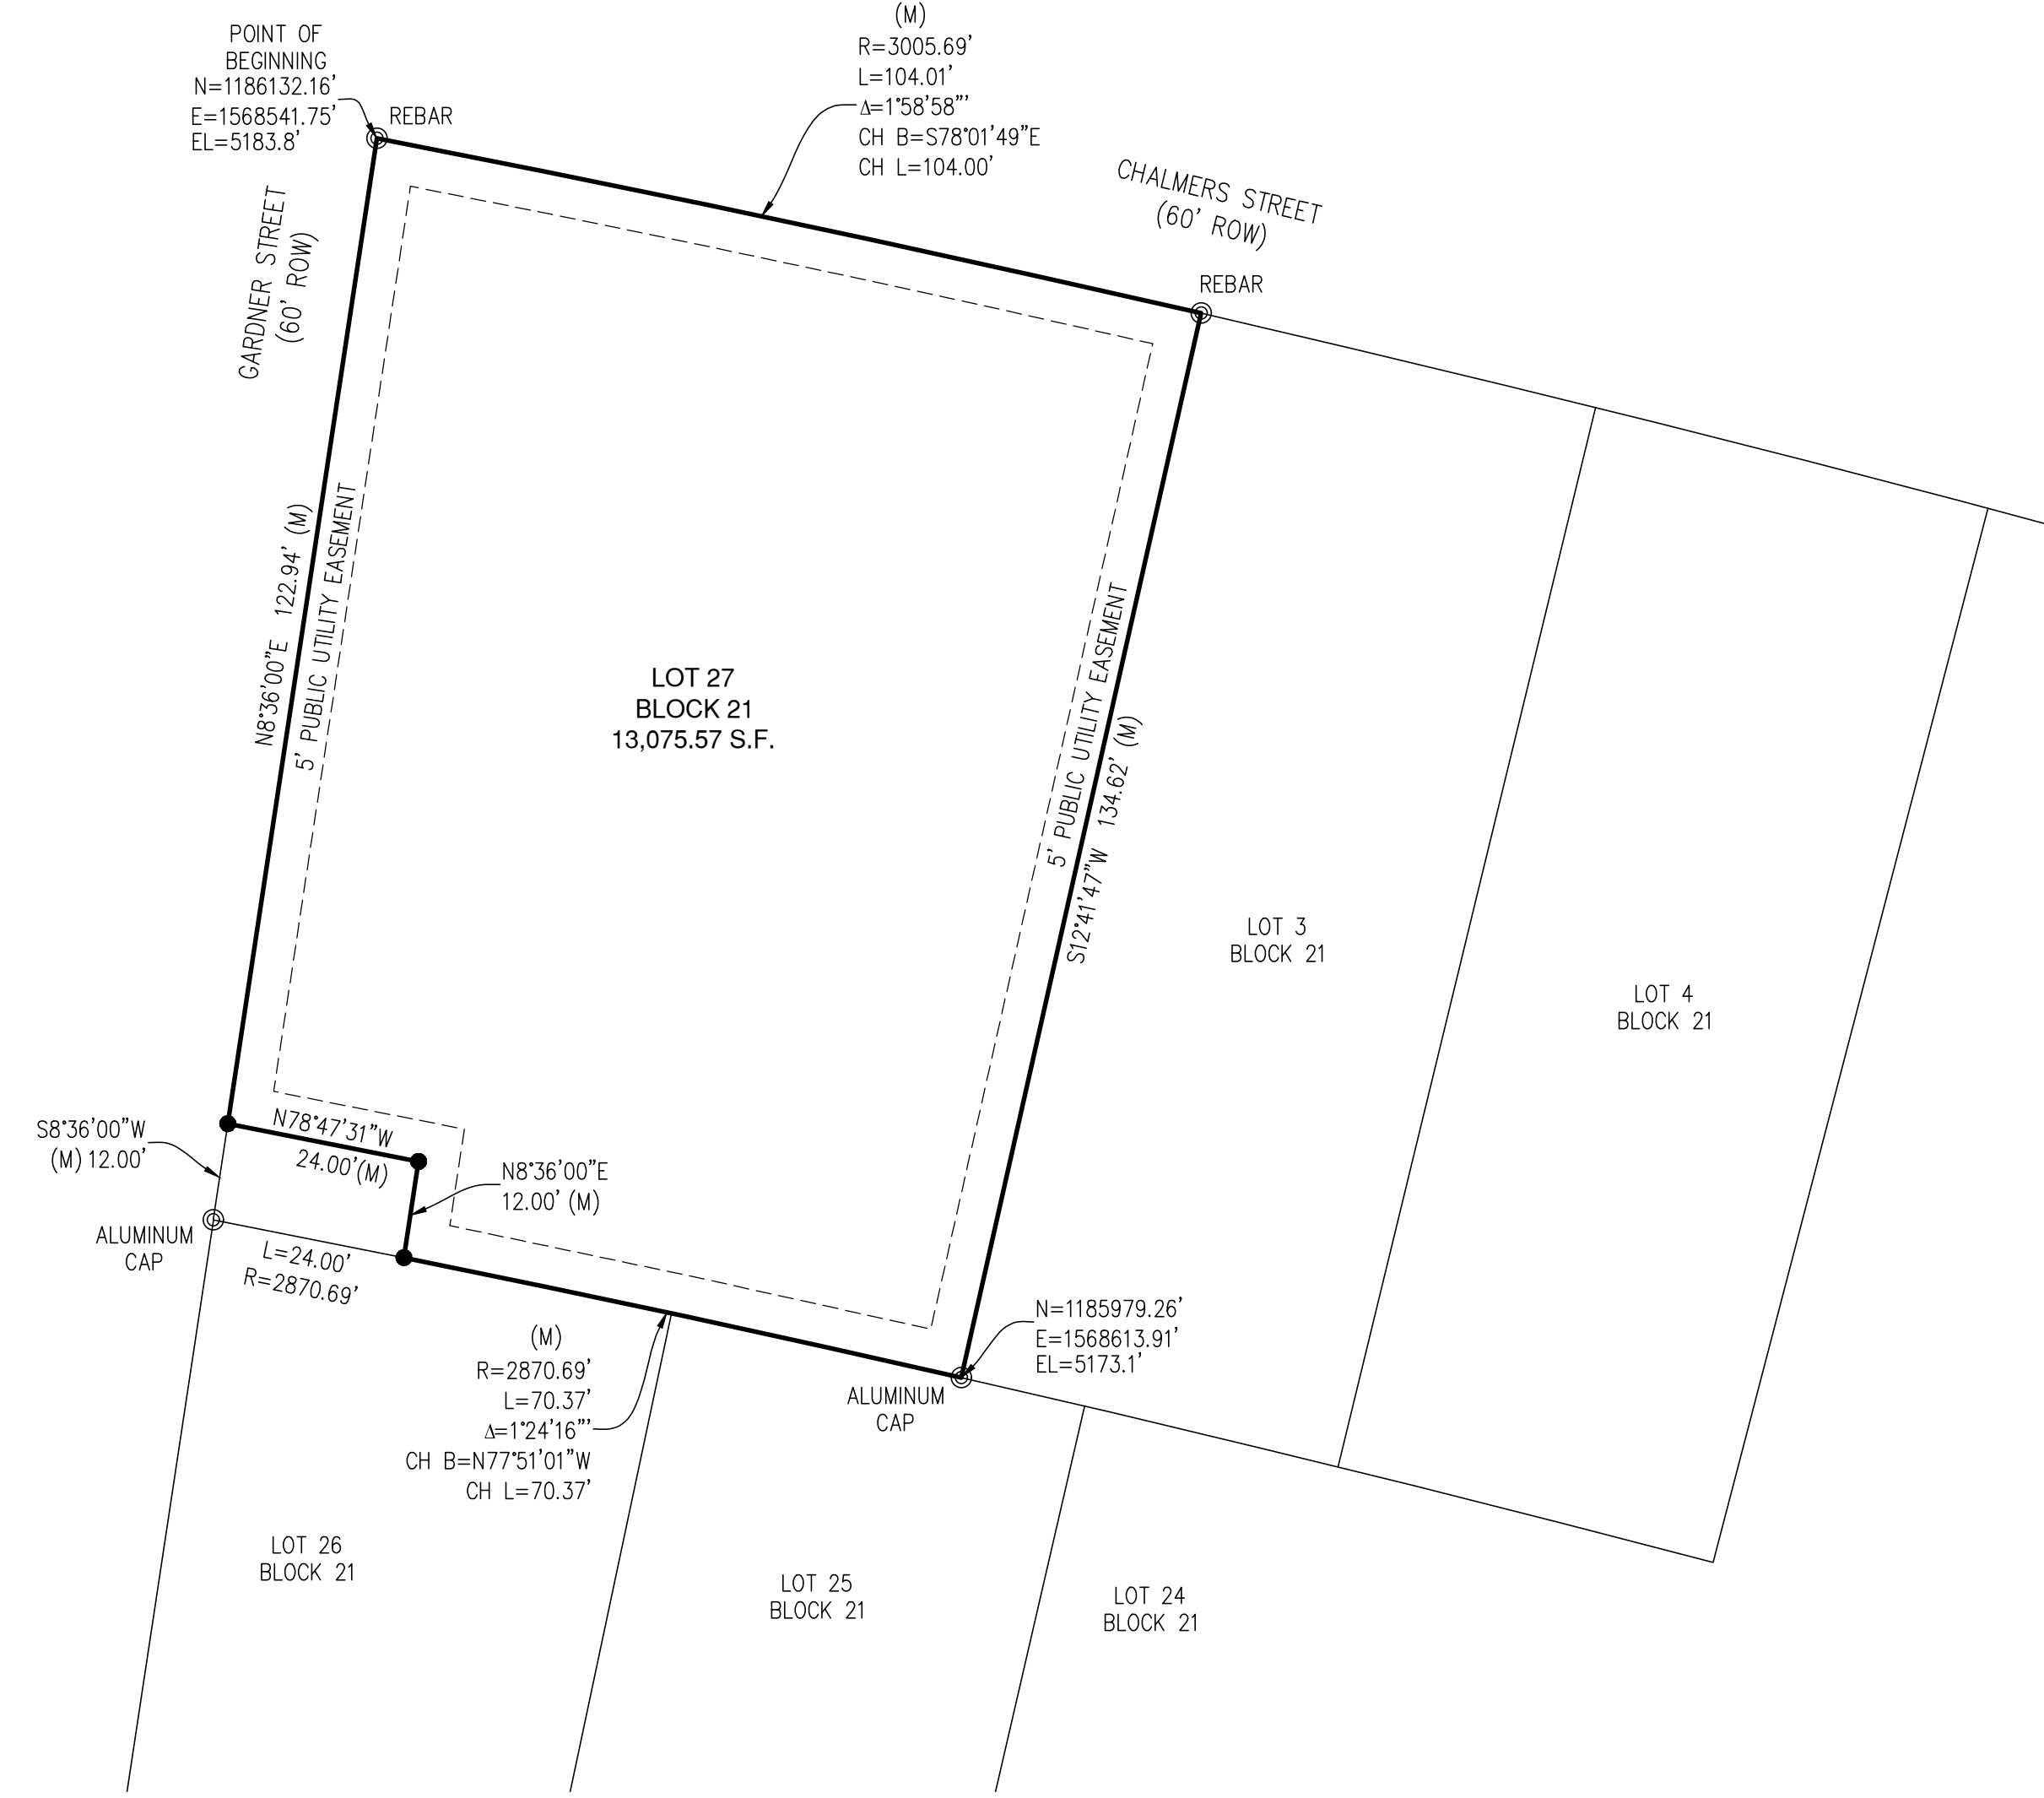 POINT OF
BEGINNING
N=1186132.16'
E=1568541.75'
EL=5183.8'
REBAR
(M)
R=3005.69'
L=104.01'
Δ=1°58'58"'
CH B=S78°01'49"E
CH L=104.00'
CHALMERS STREET
(60' ROW)
REBAR
GARDNER STREET
(60' ROW)
N8°36'00"E 122.94' (M)
5' PUBLIC UTILITY EASEMENT
LOT 27
BLOCK 21
13,075.57 S.F.
5' PUBLIC UTILITY EASEMENT
S12°41'47"W 134.62' (M)
LOT 3
BLOCK 21
LOT 4
BLOCK 21
S8°36'00"W
(M) 12.00'
N78°47'31"W
24.00'(M)
N8°36'00"E
12.00' (M)
ALUMINUM
CAP
L=24.00'
R=2870.69'
(M)
R=2870.69'
L=70.37'
Δ=1°24'16"'
CH B=N77°51'01"W
CH L=70.37'
N=1185979.26'
E=1568613.91'
EL=5173.1'
ALUMINUM
CAP
LOT 26
BLOCK 21
LOT 25
BLOCK 21
LOT 24
BLOCK 21